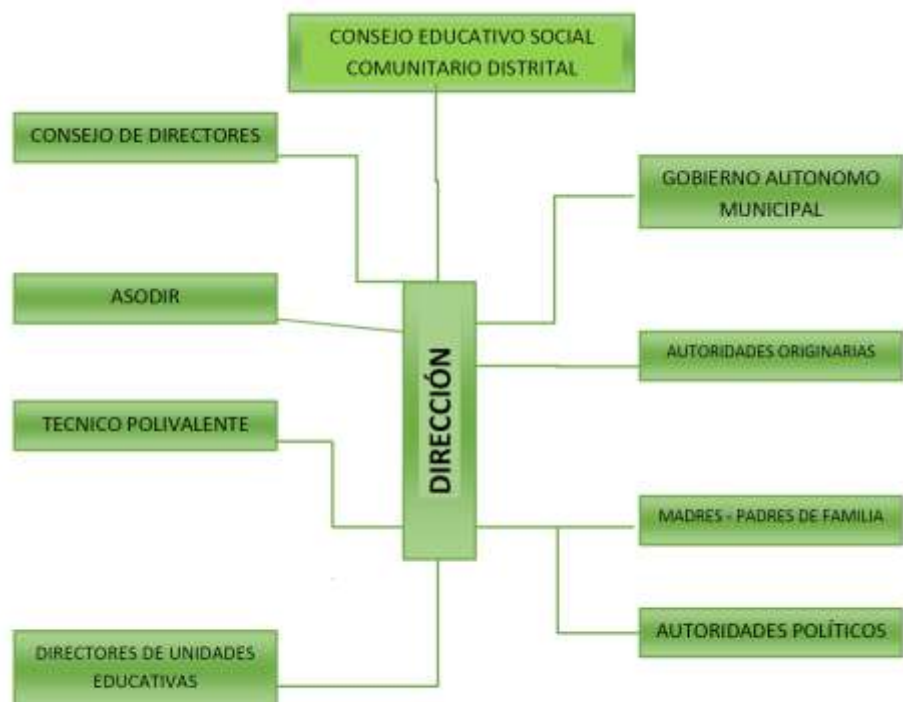 CONSEJO EDUCATIVO SOCIAL
COMUNITARIO DISTRITAL
CONSEJO DE DIRECTORES
GOBIERNO AUTONOMO
MUNICIPAL
ASODIR
AUTORIDADES ORIGINARIAS
DIRECCIÓN
TECNICO POLIVALENTE
MADRES - PADRES DE FAMILIA
AUTORIDADES POLÍTICOS
DIRECTORES DE UNIDADES
EDUCATIVAS